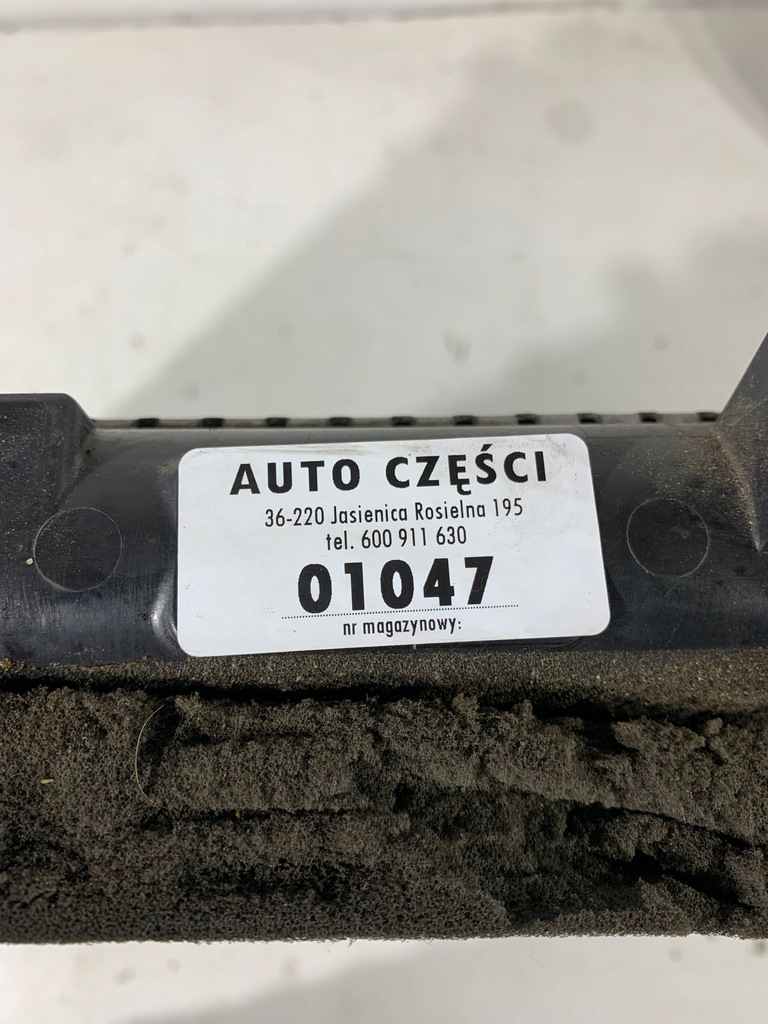 AUTO CZĘŚCI
36-220 Jasienica Rosielna 195
tel. 600 911 630
01047
nr magazynowy: